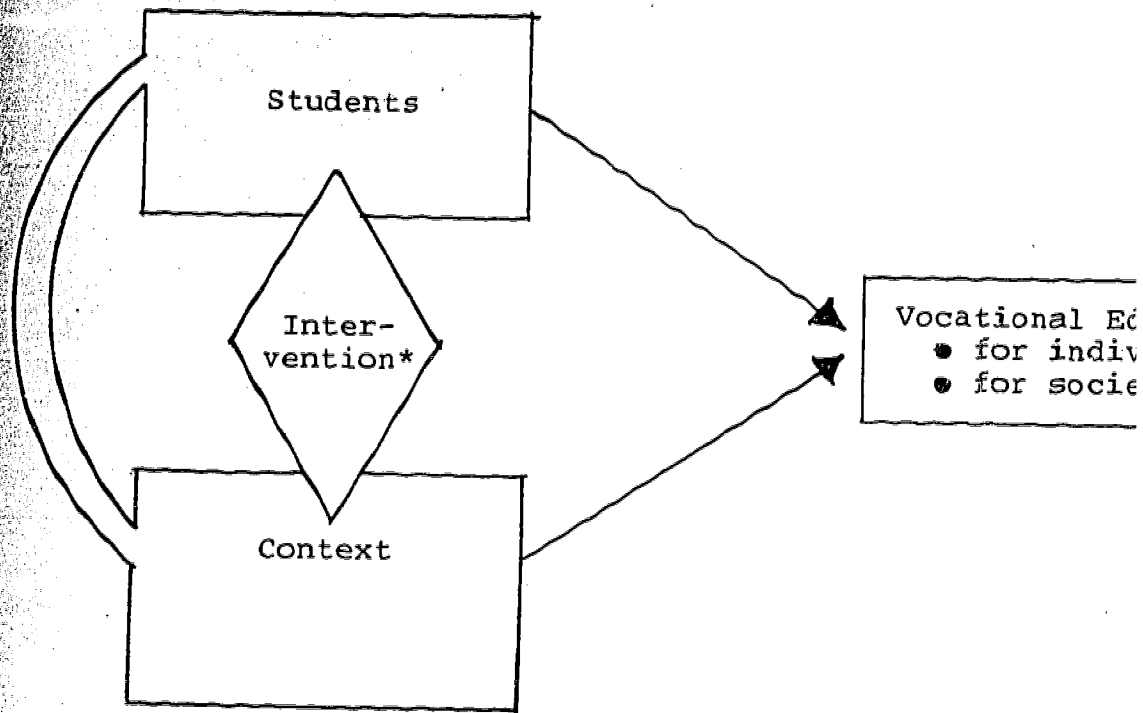 Students
Inter-
vention*
Vocational Ed
• for indiv
• for socie
Context